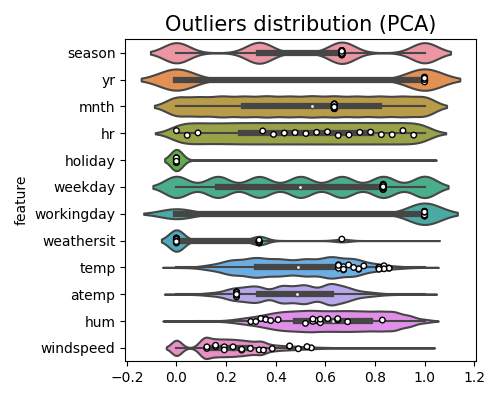 Outliers distribution (PCA)
feature
season
yr
mnth
hr
holiday
weekday
workingday
weathersit
temp
atemp
hum
windspeed
−0.2 0.0 0.2 0.4 0.6 0.8 1.0 1.2